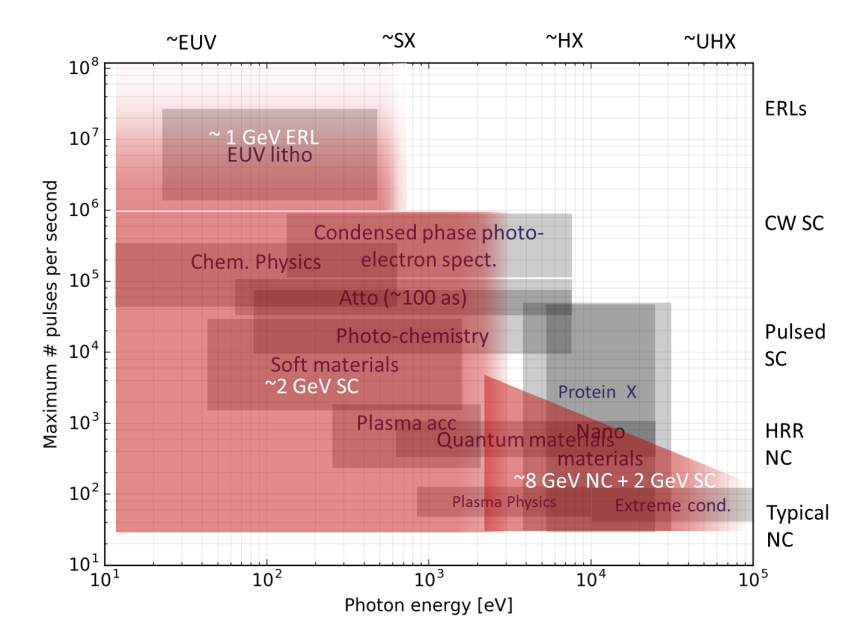 ~EUV ~SX ~HX ~UHX
10^8
ERLs
10^7
~ 1 GeV ERL
EUV litho
10^6
CW SC
Condensed phase photo-
electron spect.
Chem. Physics
10^5
Atto (~100 as)
Photo-chemistry
Pulsed
SC
10^4
Soft materials
~2 GeV SC
Protein X
10^3
Plasma acc
HRR
NC
Quantum materials
Nano
materials
~8 GeV NC + 2 GeV SC
10^2
Plasma Physics
Extreme cond.
Typical
NC
10^1
Maximum # pulses per second
10^1 10^2 10^3 10^4 10^5
Photon energy [eV]